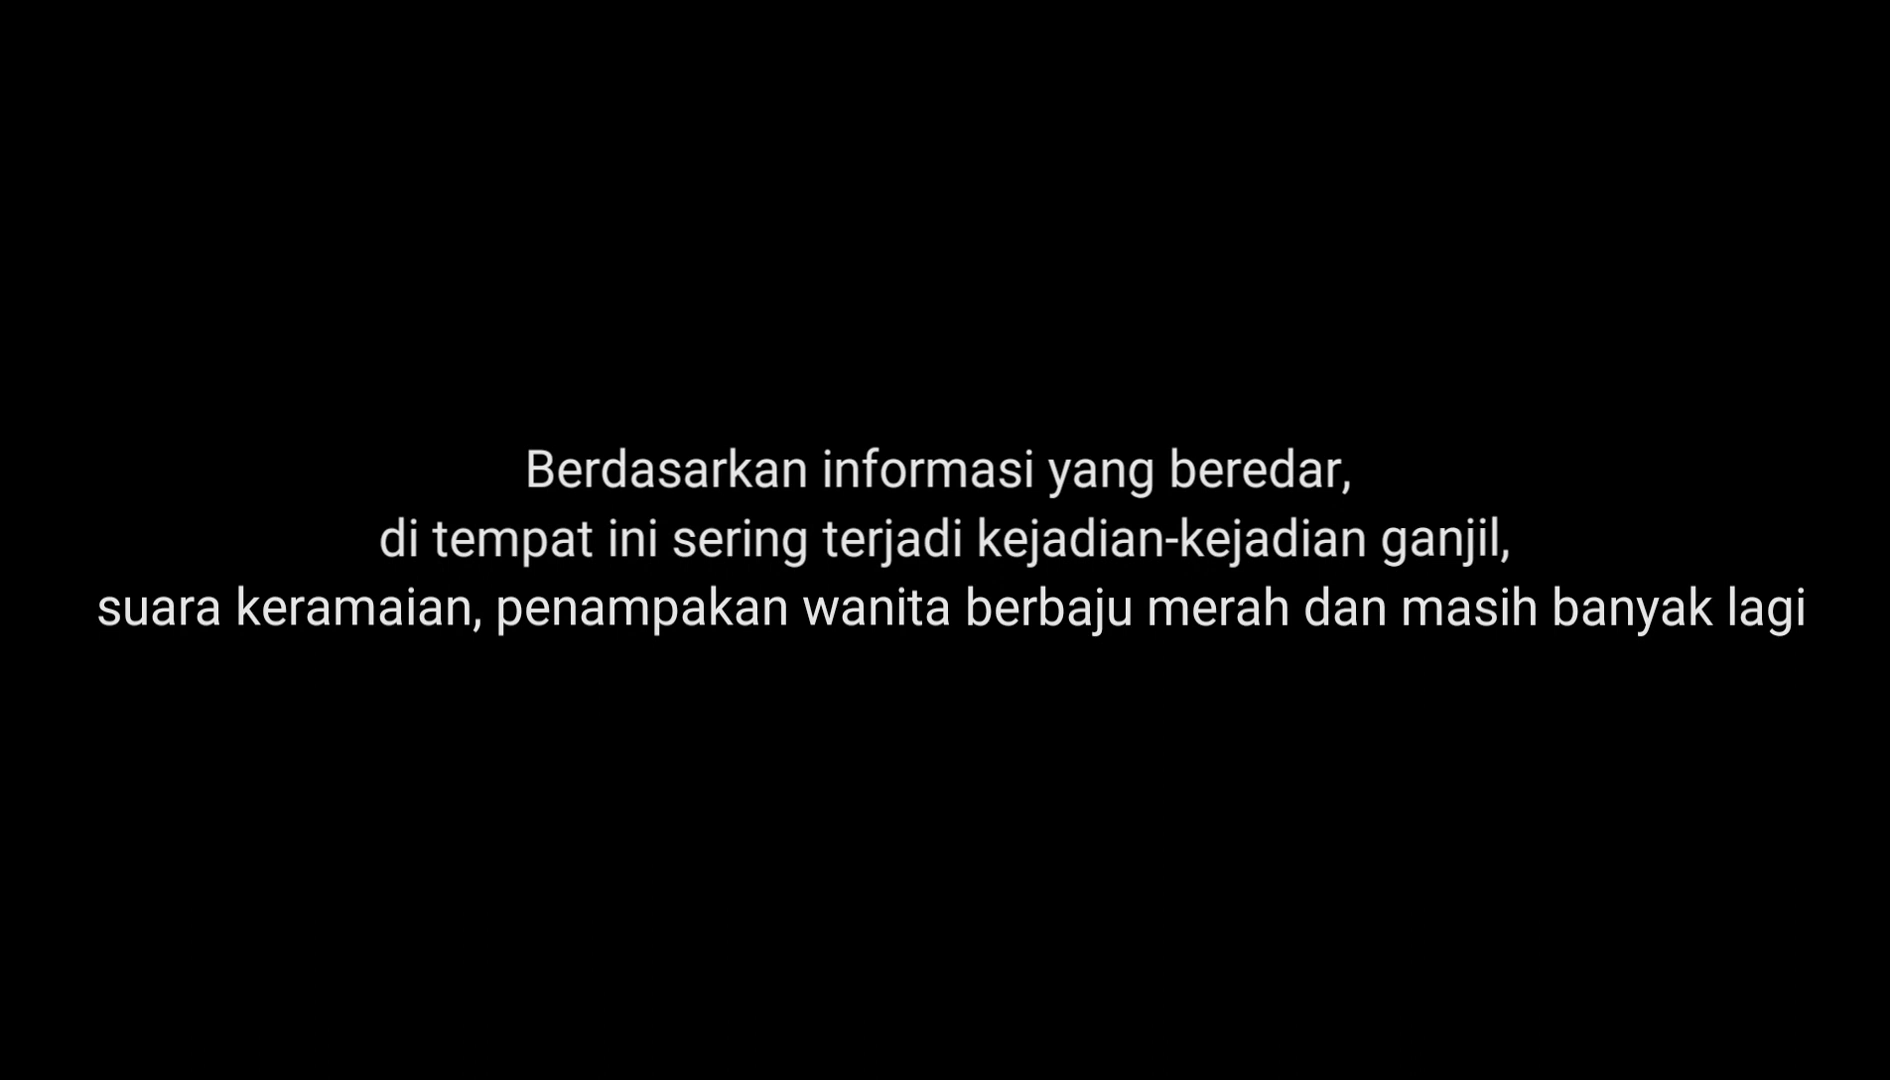 Berdasarkan informasi yang beredar,
di tempat ini sering terjadi kejadian-kejadian ganjil,
suara keramaian, penampakan wanita berbaju merah dan masih banyak lagi